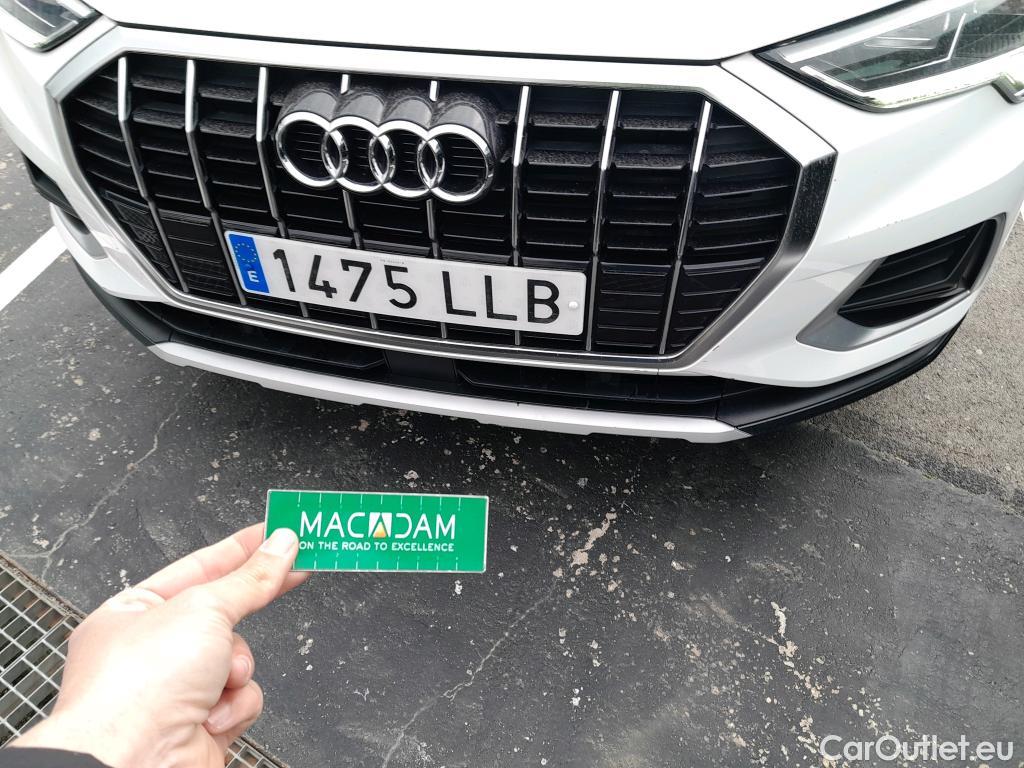 E 1475 LLB
MACADAM
ON THE ROAD TO EXCELLENCE
CarOutlet.eu